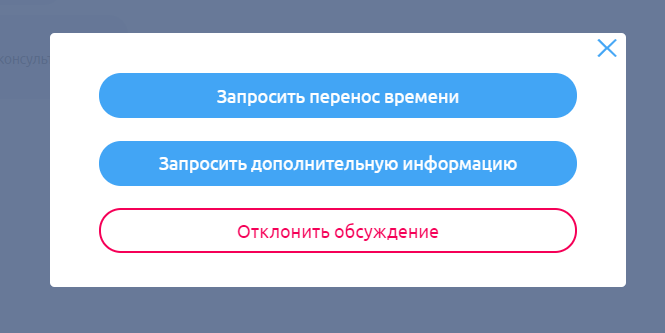 Запросить перенос времени
Запросить дополнительную информацию
Отклонить обсуждение